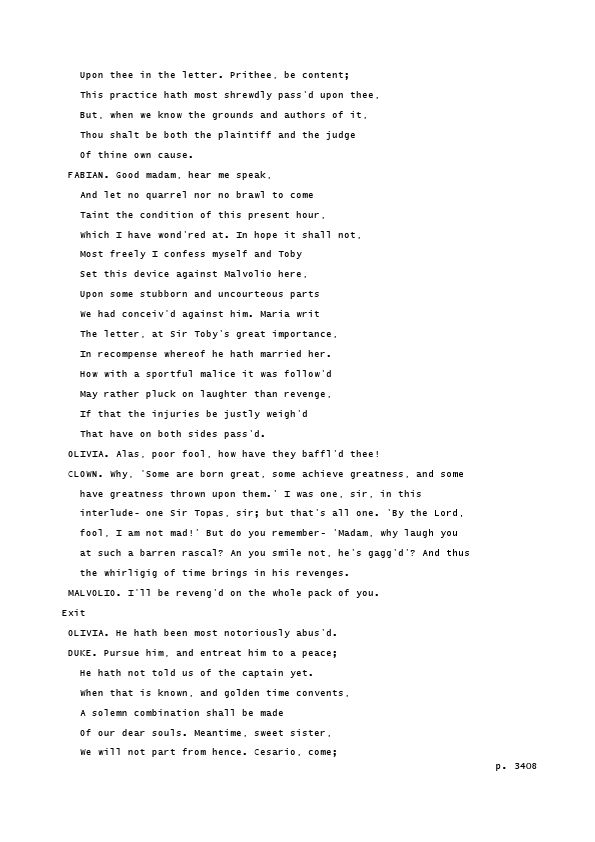 Upon thee in the letter. Prithee, be content;
This practice hath most shrewdly pass'd upon thee,
But, when we know the grounds and authors of it,
Thou shalt be both the plaintiff and the judge
Of thine own cause.
FABIAN. Good madam, hear me speak,
And let no quarrel nor no brawl to come
Taint the condition of this present hour,
Which I have wond'red at. In hope it shall not,
Most freely I confess myself and Toby
Set this device against Malvolio here,
Upon some stubborn and uncourteous parts
We had conceiv'd against him. Maria writ
The letter, at Sir Toby's great importance,
In recompense whereof he hath married her.
How with a sportful malice it was follow'd
May rather pluck on laughter than revenge,
If that the injuries be justly weigh'd
That have on both sides pass'd.
OLIVIA. Alas, poor fool, how have they baffl'd thee!
CLOWN. Why, 'Some are born great, some achieve greatness, and some
have greatness thrown upon them.' I was one, sir, in this
interlude- one Sir Topas, sir; but that's all one. 'By the Lord,
fool, I am not mad!' But do you remember- 'Madam, why laugh you
at such a barren rascal? An you smile not, he's gagg'd'? And thus
the whirligig of time brings in his revenges.
MALVOLIO. I'll be reveng'd on the whole pack of you.
Exit
OLIVIA. He hath been most notoriously abus'd.
DUKE. Pursue him, and entreat him to a peace;
He hath not told us of the captain yet.
When that is known, and golden time convents,
A solemn combination shall be made
Of our dear souls. Meantime, sweet sister,
We will not part from hence. Cesario, come;
p. 3408